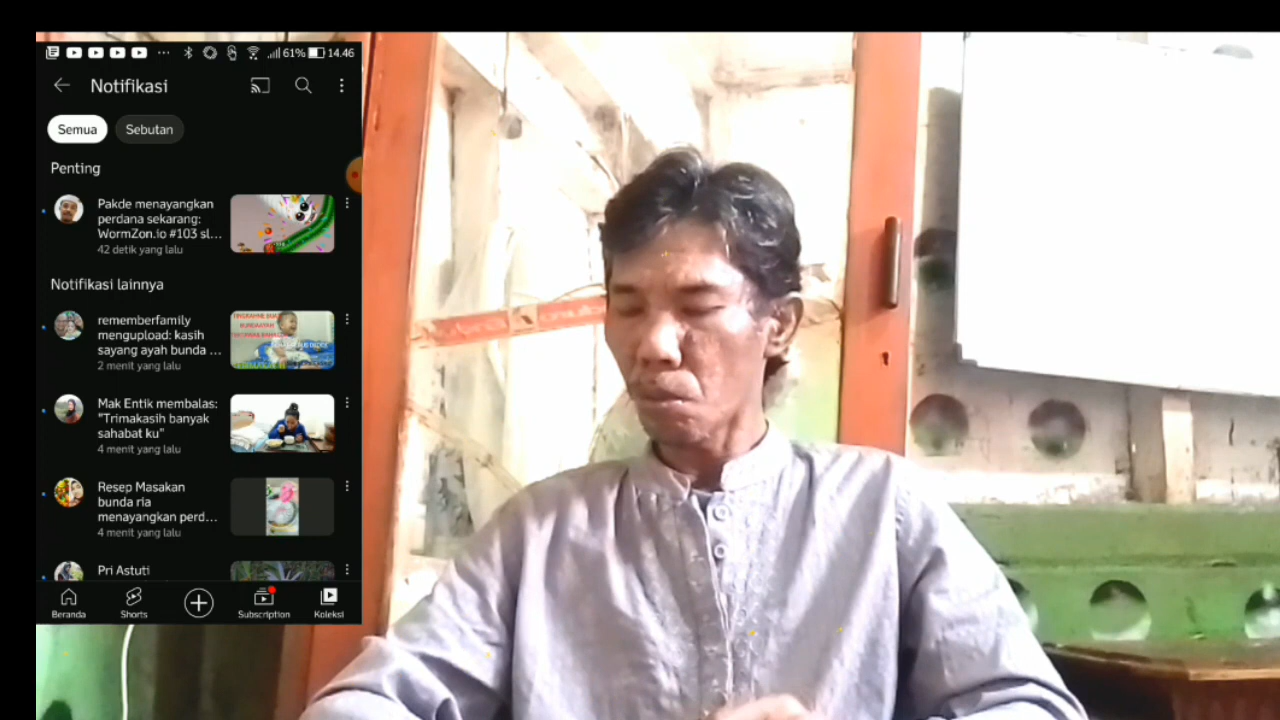 61% 14.46
Notifikasi
Semua Sebutan
Penting
Pakde menayangkan
perdana sekarang:
WormZon.io #103 sl...
42 detik yang lalu
Notifikasi lainnya
rememberfamily
mengupload: kasih
sayang ayah bunda ...
2 menit yang lalu
Mak Entik membalas:
"Trimakasih banyak
sahabat ku"
4 menit yang lalu
Resep Masakan
bunda ria
menayangkan perd...
4 menit yang lalu
Pri Astuti
Beranda Shorts Subscription Koleksi